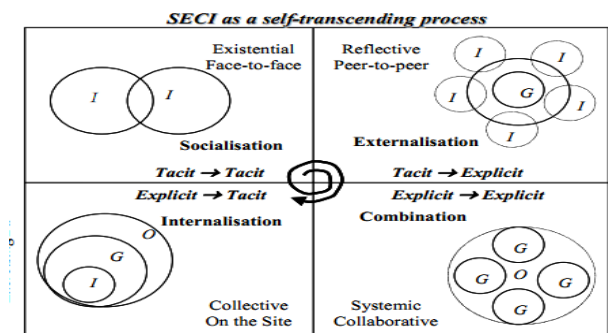 SECI as a self-transcending process
Existential
Face-to-face
I
I
Socialisation
Tacit → Tacit
Reflective
Peer-to-peer
I
I
I
G
I
I
Externalisation
Tacit → Explicit
Explicit → Tacit
Internalisation
O
G
I
Collective
On the Site
Explicit → Explicit
Combination
G
G
O
G
G
Systemic
Collaborative